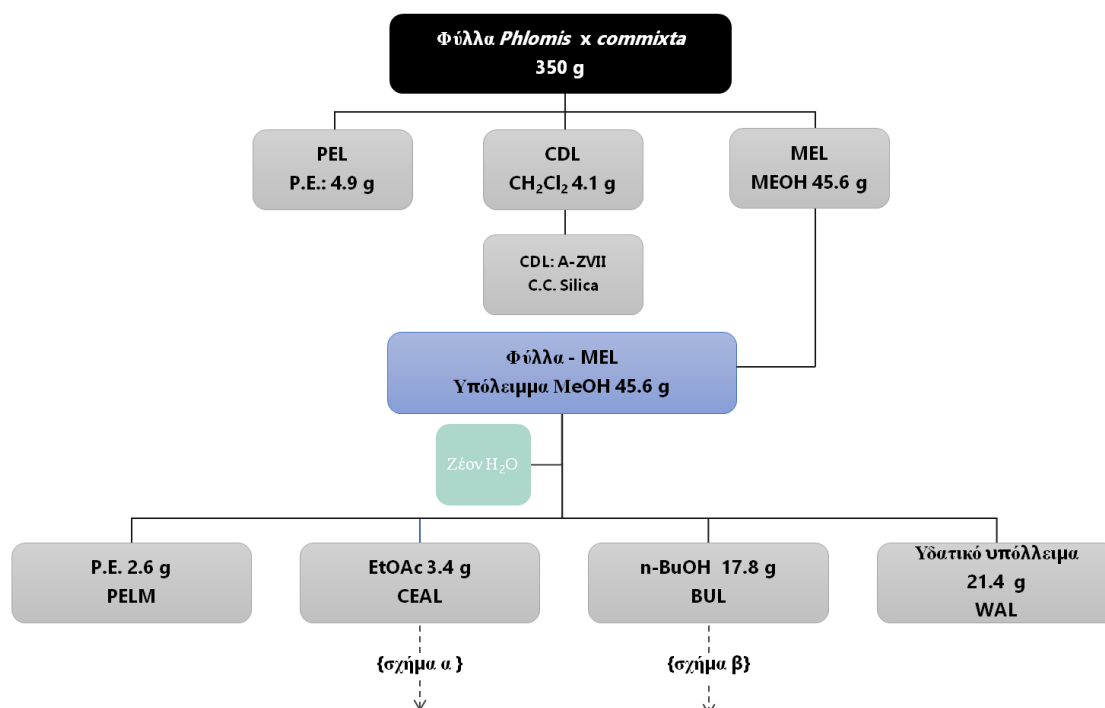 Φύλλα Phlomis x commixta
350 g
PEL
P.E.: 4.9 g
CDL
CH₂Cl₂ 4.1 g
MEL
MEOH 45.6 g
CDL: A-ZVII
C.C. Silica
Φύλλα - MEL
Υπόλειμμα MeOH 45.6 g
Ζέον H₂O
P.E. 2.6 g
PELM
EtOAc 3.4 g
CEAL
n-BuOH 17.8 g
BUL
Υδατικό υπόλλειμα
21.4 g
WAL
{σχήμα α }
{σχήμα β}